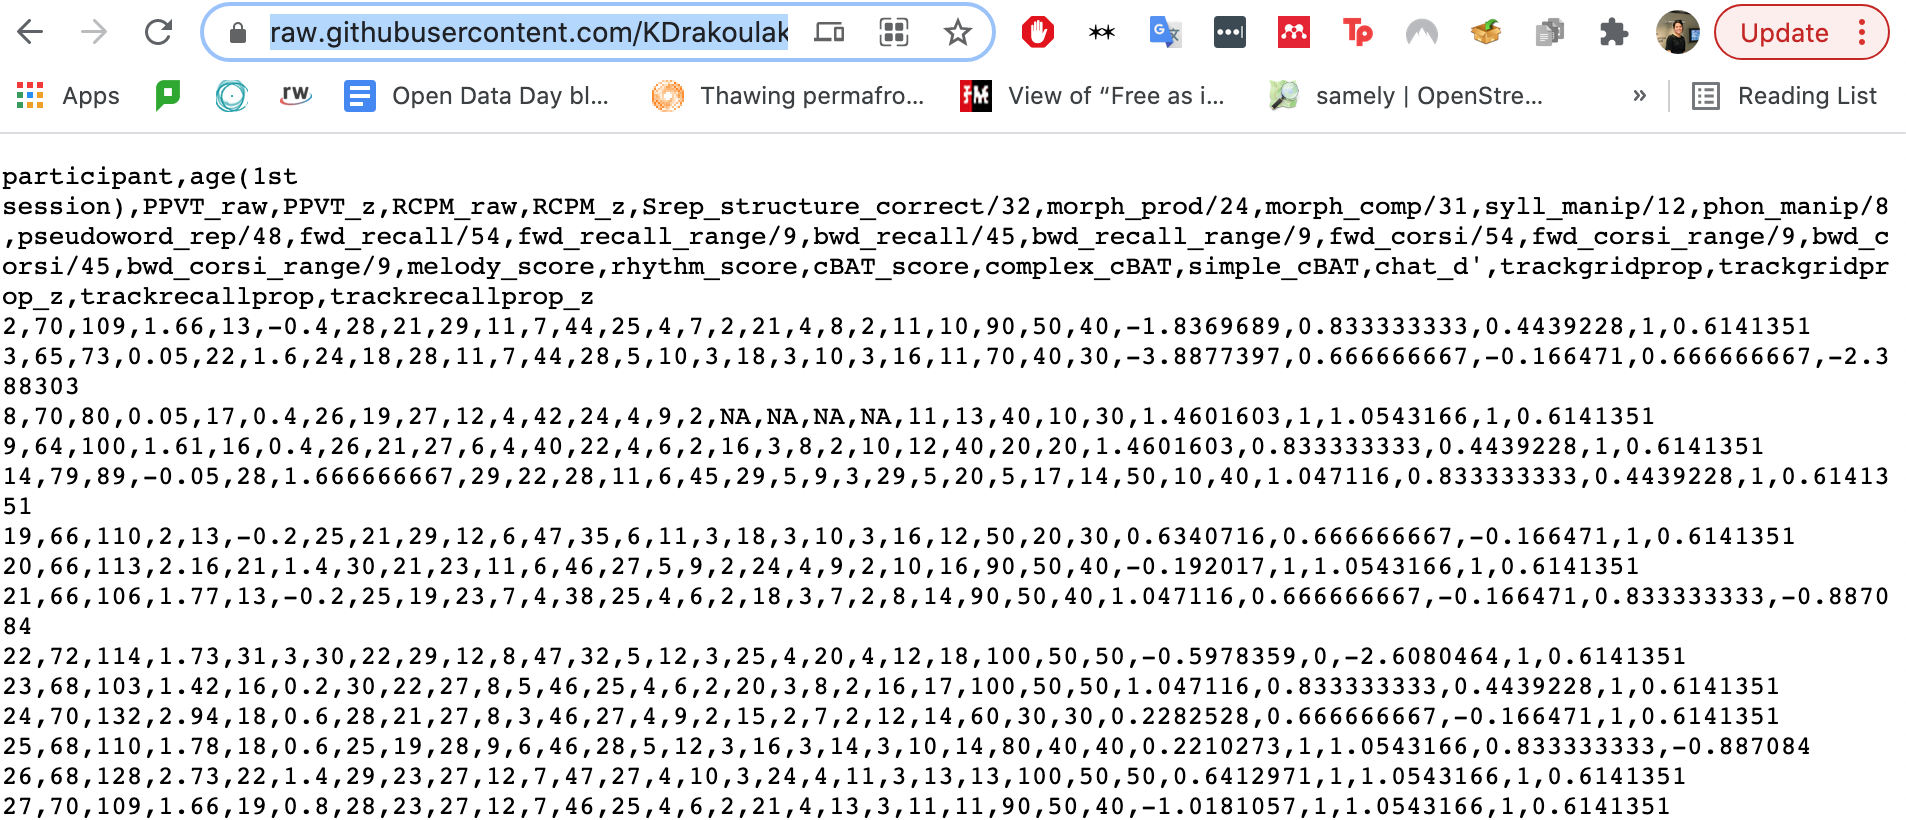 raw.githubusercontent.com/KDrakoulak
Update
Apps
rw
Open Data Day bl...
Thawing permafro...
View of “Free as i...
samely | OpenStre...
»
Reading List
participant,age(1st
session),PPVT_raw,PPVT_z,RCPM_raw,RCPM_z,Srep_structure_correct/32,morph_prod/24,morph_comp/31,syll_manip/12,phon_manip/8
,pseudoword_rep/48,fwd_recall/54,fwd_recall_range/9,bwd_recall/45,bwd_recall_range/9,fwd_corsi/54,fwd_corsi_range/9,bwd_c
orsi/45,bwd_corsi_range/9,melody_score,rhythm_score,cBAT_score,complex_cBAT,simple_cBAT,chat_d',trackgridprop,trackgridpr
op_z,trackrecallprop,trackrecallprop_z
2,70,109,1.66,13,-0.4,28,21,29,11,7,44,25,4,7,2,21,4,8,2,11,10,90,50,40,-1.8369689,0.833333333,0.4439228,1,0.6141351
3,65,73,0.05,22,1.6,24,18,28,11,7,44,28,5,10,3,18,3,10,3,16,11,70,40,30,-3.8877397,0.666666667,-0.166471,0.666666667,-2.3
88303
8,70,80,0.05,17,0.4,26,19,27,12,4,42,24,4,9,2,NA,NA,NA,NA,11,13,40,10,30,1.4601603,1,1.0543166,1,0.6141351
9,64,100,1.61,16,0.4,26,21,27,6,4,40,22,4,6,2,16,3,8,2,10,12,40,20,20,1.4601603,0.833333333,0.4439228,1,0.6141351
14,79,89,-0.05,28,1.666666667,29,22,28,11,6,45,29,5,9,3,29,5,20,5,17,14,50,10,40,1.047116,0.833333333,0.4439228,1,0.61413
51
19,66,110,2,13,-0.2,25,21,29,12,6,47,35,6,11,3,18,3,10,3,16,12,50,20,30,0.6340716,0.666666667,-0.166471,1,0.6141351
20,66,113,2.16,21,1.4,30,21,23,11,6,46,27,5,9,2,24,4,9,2,10,16,90,50,40,-0.192017,1,1.0543166,1,0.6141351
21,66,106,1.77,13,-0.2,25,19,23,7,4,38,25,4,6,2,18,3,7,2,8,14,90,50,40,1.047116,0.666666667,-0.166471,0.833333333,-0.8870
84
22,72,114,1.73,31,3,30,22,29,12,8,47,32,5,12,3,25,4,20,4,12,18,100,50,50,-0.5978359,0,-2.6080464,1,0.6141351
23,68,103,1.42,16,0.2,30,22,27,8,5,46,25,4,6,2,20,3,8,2,16,17,100,50,50,1.047116,0.833333333,0.4439228,1,0.6141351
24,70,132,2.94,18,0.6,28,21,27,8,3,46,27,4,9,2,15,2,7,2,12,14,60,30,30,0.2282528,0.666666667,-0.166471,1,0.6141351
25,68,110,1.78,18,0.6,25,19,28,9,6,46,28,5,12,3,16,3,14,3,10,14,80,40,40,0.2210273,1,1.0543166,0.833333333,-0.887084
26,68,128,2.73,22,1.4,29,23,27,12,7,47,27,4,10,3,24,4,11,3,13,13,100,50,50,0.6412971,1,1.0543166,1,0.6141351
27,70,109,1.66,19,0.8,28,23,27,12,7,46,25,4,6,2,21,4,13,3,11,11,90,50,40,-1.0181057,1,1.0543166,1,0.6141351